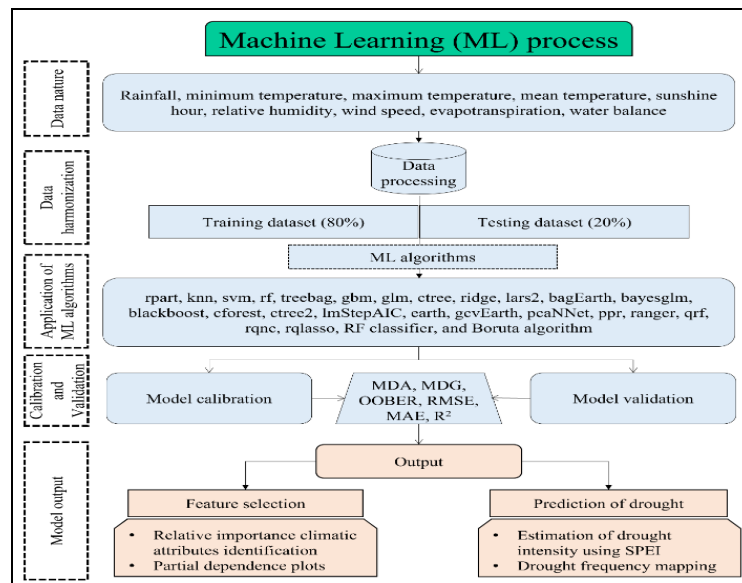 Machine Learning (ML) process
Data nature
Rainfall, minimum temperature, maximum temperature, mean temperature, sunshine
hour, relative humidity, wind speed, evapotranspiration, water balance
Data
harmonization
Data
processing
Training dataset (80%)
Testing dataset (20%)
ML algorithms
Application of
ML algorithms
rpart, knn, svm, rf, treebag, gbm, glm, ctree, ridge, lars2, bagEarth, bayesglm,
blackboost, cforest, ctree2, lmStepAIC, earth, gcvEarth, pcaNNet, ppr, ranger, qrf,
rqnc, rqlasso, RF classifier, and Boruta algorithm
Calibration
and
Validation
Model calibration
MDA, MDG,
OOBER, RMSE,
MAE, R²
Model validation
Model output
Output
Feature selection
• Relative importance climatic
attributes identification
• Partial dependence plots
Prediction of drought
• Estimation of drought
intensity using SPEI
• Drought frequency mapping